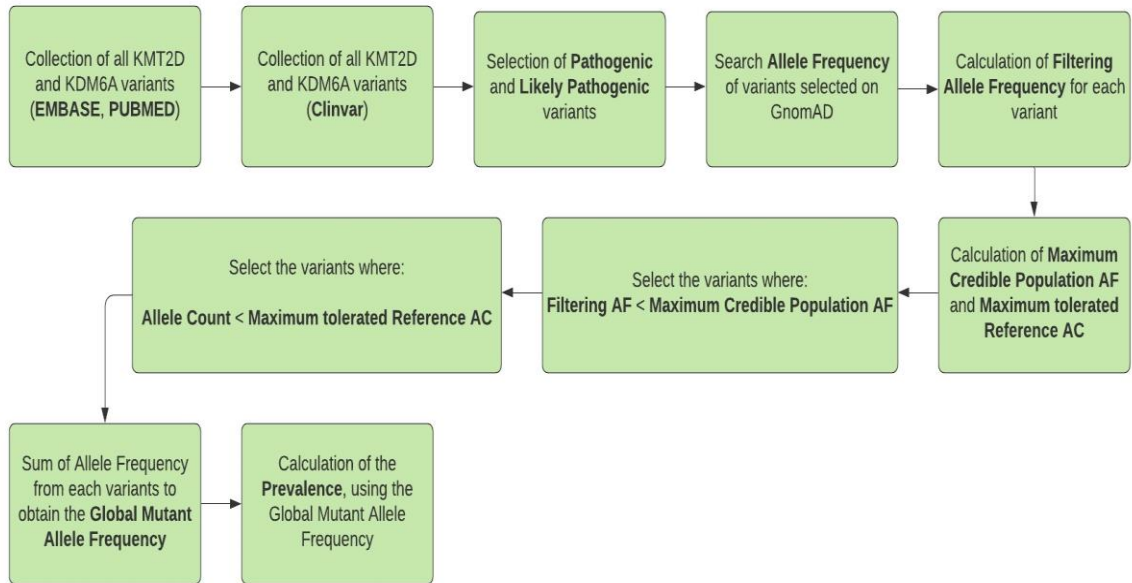 Collection of all KMT2D
and KDM6A variants
(EMBASE, PUBMED)
Collection of all KMT2D
and KDM6A variants
(Clinvar)
Selection of Pathogenic
and Likely Pathogenic
variants
Search Allele Frequency
of variants selected on
GnomAD
Calculation of Filtering
Allele Frequency for each
variant
Calculation of Maximum
Credible Population AF
and Maximum tolerated
Reference AC
Select the variants where:
Filtering AF < Maximum Credible Population AF
Select the variants where:
Allele Count < Maximum tolerated Reference AC
Sum of Allele Frequency
from each variants to
obtain the Global Mutant
Allele Frequency
Calculation of the
Prevalence, using the
Global Mutant Allele
Frequency